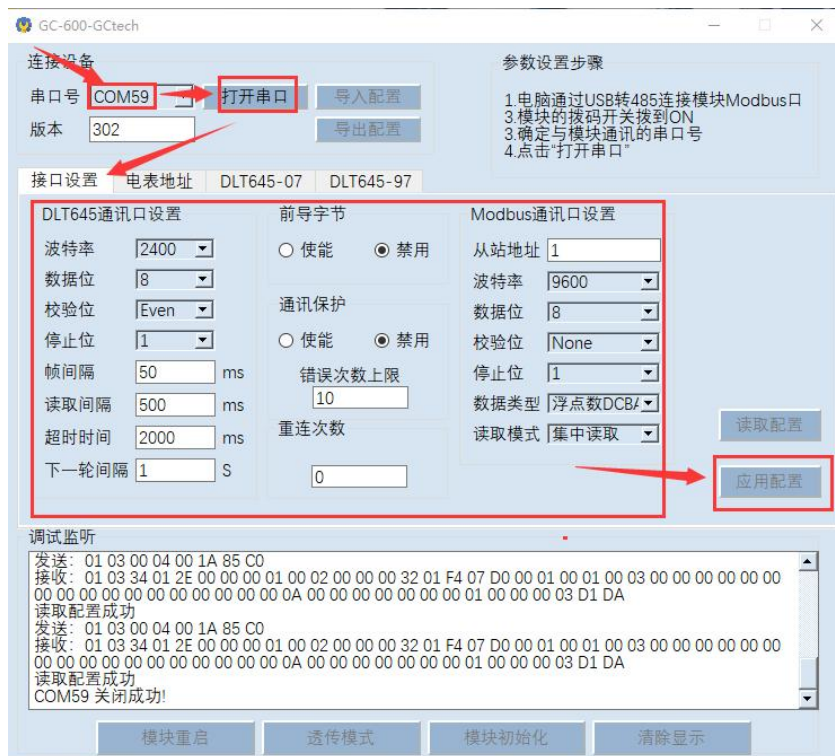 GC-600-GCtech
连接设备
串口号 COM59 打开串口 导入配置
版本 302 导出配置
参数设置步骤
1.电脑通过USB转485连接模块Modbus口
3.模块的拨码开关拨到ON
3.确定与模块通讯的串口号
4.点击“打开串口”
接口设置 电表地址 DLT645-07 DLT645-97
DLT645通讯口设置
波特率 2400
数据位 8
校验位 Even
停止位 1
帧间隔 50 ms
读取间隔 500 ms
超时时间 2000 ms
下一轮间隔 1 S
前导字节
使能 禁用
通讯保护
使能 禁用
错误次数上限
10
重连次数
0
Modbus通讯口设置
从站地址 1
波特率 9600
数据位 8
校验位 None
停止位 1
数据类型 浮点数DCBA
读取模式 集中读取
读取配置
应用配置
调试监听
发送: 01 03 00 04 00 1A 85 C0
接收: 01 03 34 01 2E 00 00 00 01 00 02 00 00 00 32 01 F4 07 D0 00 01 00 01 00 03 00 00 00 00 00 00
00 00 00 00 00 00 00 00 00 00 0A 00 00 00 00 00 00 00 01 00 00 00 03 D1 DA
读取配置成功
发送: 01 03 00 04 00 1A 85 C0
接收: 01 03 34 01 2E 00 00 00 01 00 02 00 00 00 32 01 F4 07 D0 00 01 00 01 00 03 00 00 00 00 00 00
00 00 00 00 00 00 00 00 00 00 0A 00 00 00 00 00 00 00 01 00 00 00 03 D1 DA
读取配置成功
COM59 关闭成功!
模块重启 透传模式 模块初始化 清除显示